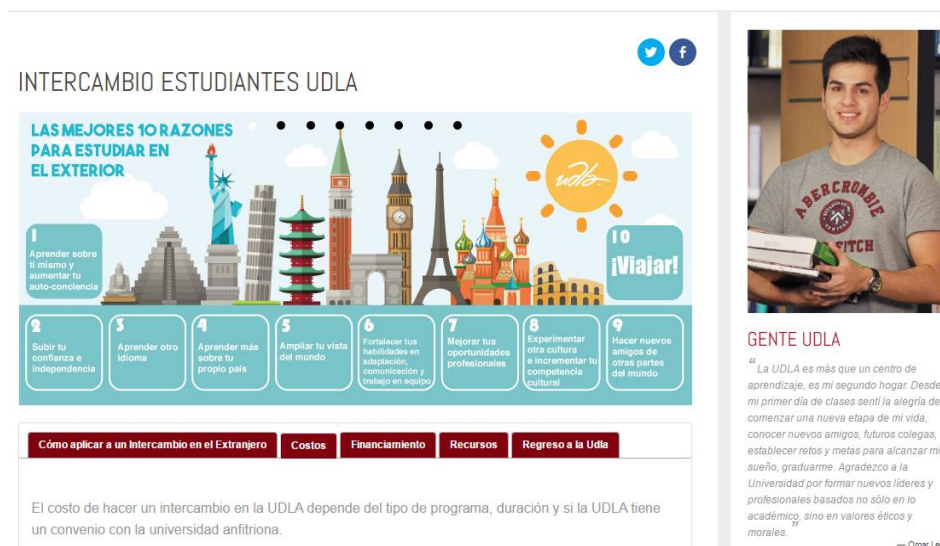 INTERCAMBIO ESTUDIANTES UDLA
LAS MEJORES 10 RAZONES
PARA ESTUDIAR EN
EL EXTERIOR
udla
1
Aprender sobre
ti mismo y
aumentar tu
auto-conciencia
2
Subir tu
confianza e
independencia
3
Aprender otro
idioma
4
Aprender más
sobre tu
propio país
5
Ampliar tu vista
del mundo
6
Fortalecer tus
habilidades en
adaptación,
comunicación y
trabajo en equipo
7
Mejorar tus
oportunidades
profesionales
8
Experimentar
otra cultura
e incrementar tu
competencia
cultural
9
Hacer nuevos
amigos de
otras partes
del mundo
10
¡Viajar!
Cómo aplicar a un Intercambio en el Extranjero Costos Financiamiento Recursos Regreso a la Udla
El costo de hacer un intercambio en la UDLA depende del tipo de programa, duración y si la UDLA tiene
un convenio con la universidad anfitriona.
ABERCROMBIE
FITCH
GENTE UDLA
“ La UDLA es más que un centro de
aprendizaje, es mi segundo hogar. Desde
mi primer día de clases sentí la alegría de
comenzar una nueva etapa de mi vida,
conocer nuevos amigos, futuros colegas,
establecer retos y metas para alcanzar mi
sueño, graduarme. Agradezco a la
Universidad por formar nuevos líderes y
profesionales basados no sólo en lo
académico, sino en valores éticos y
morales. ”
— Omar Le